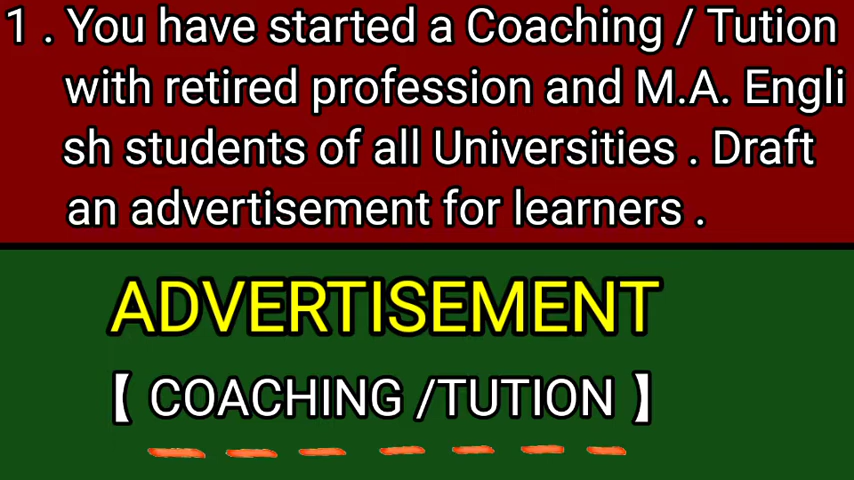 1 . You have started a Coaching / Tution
with retired profession and M.A. Engli
sh students of all Universities . Draft
an advertisement for learners .
ADVERTISEMENT
【 COACHING /TUTION 】